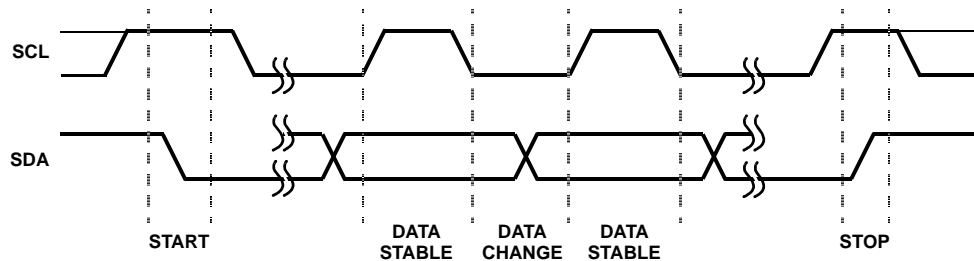 SCL
SDA
START
DATA
STABLE
DATA
CHANGE
DATA
STABLE
STOP